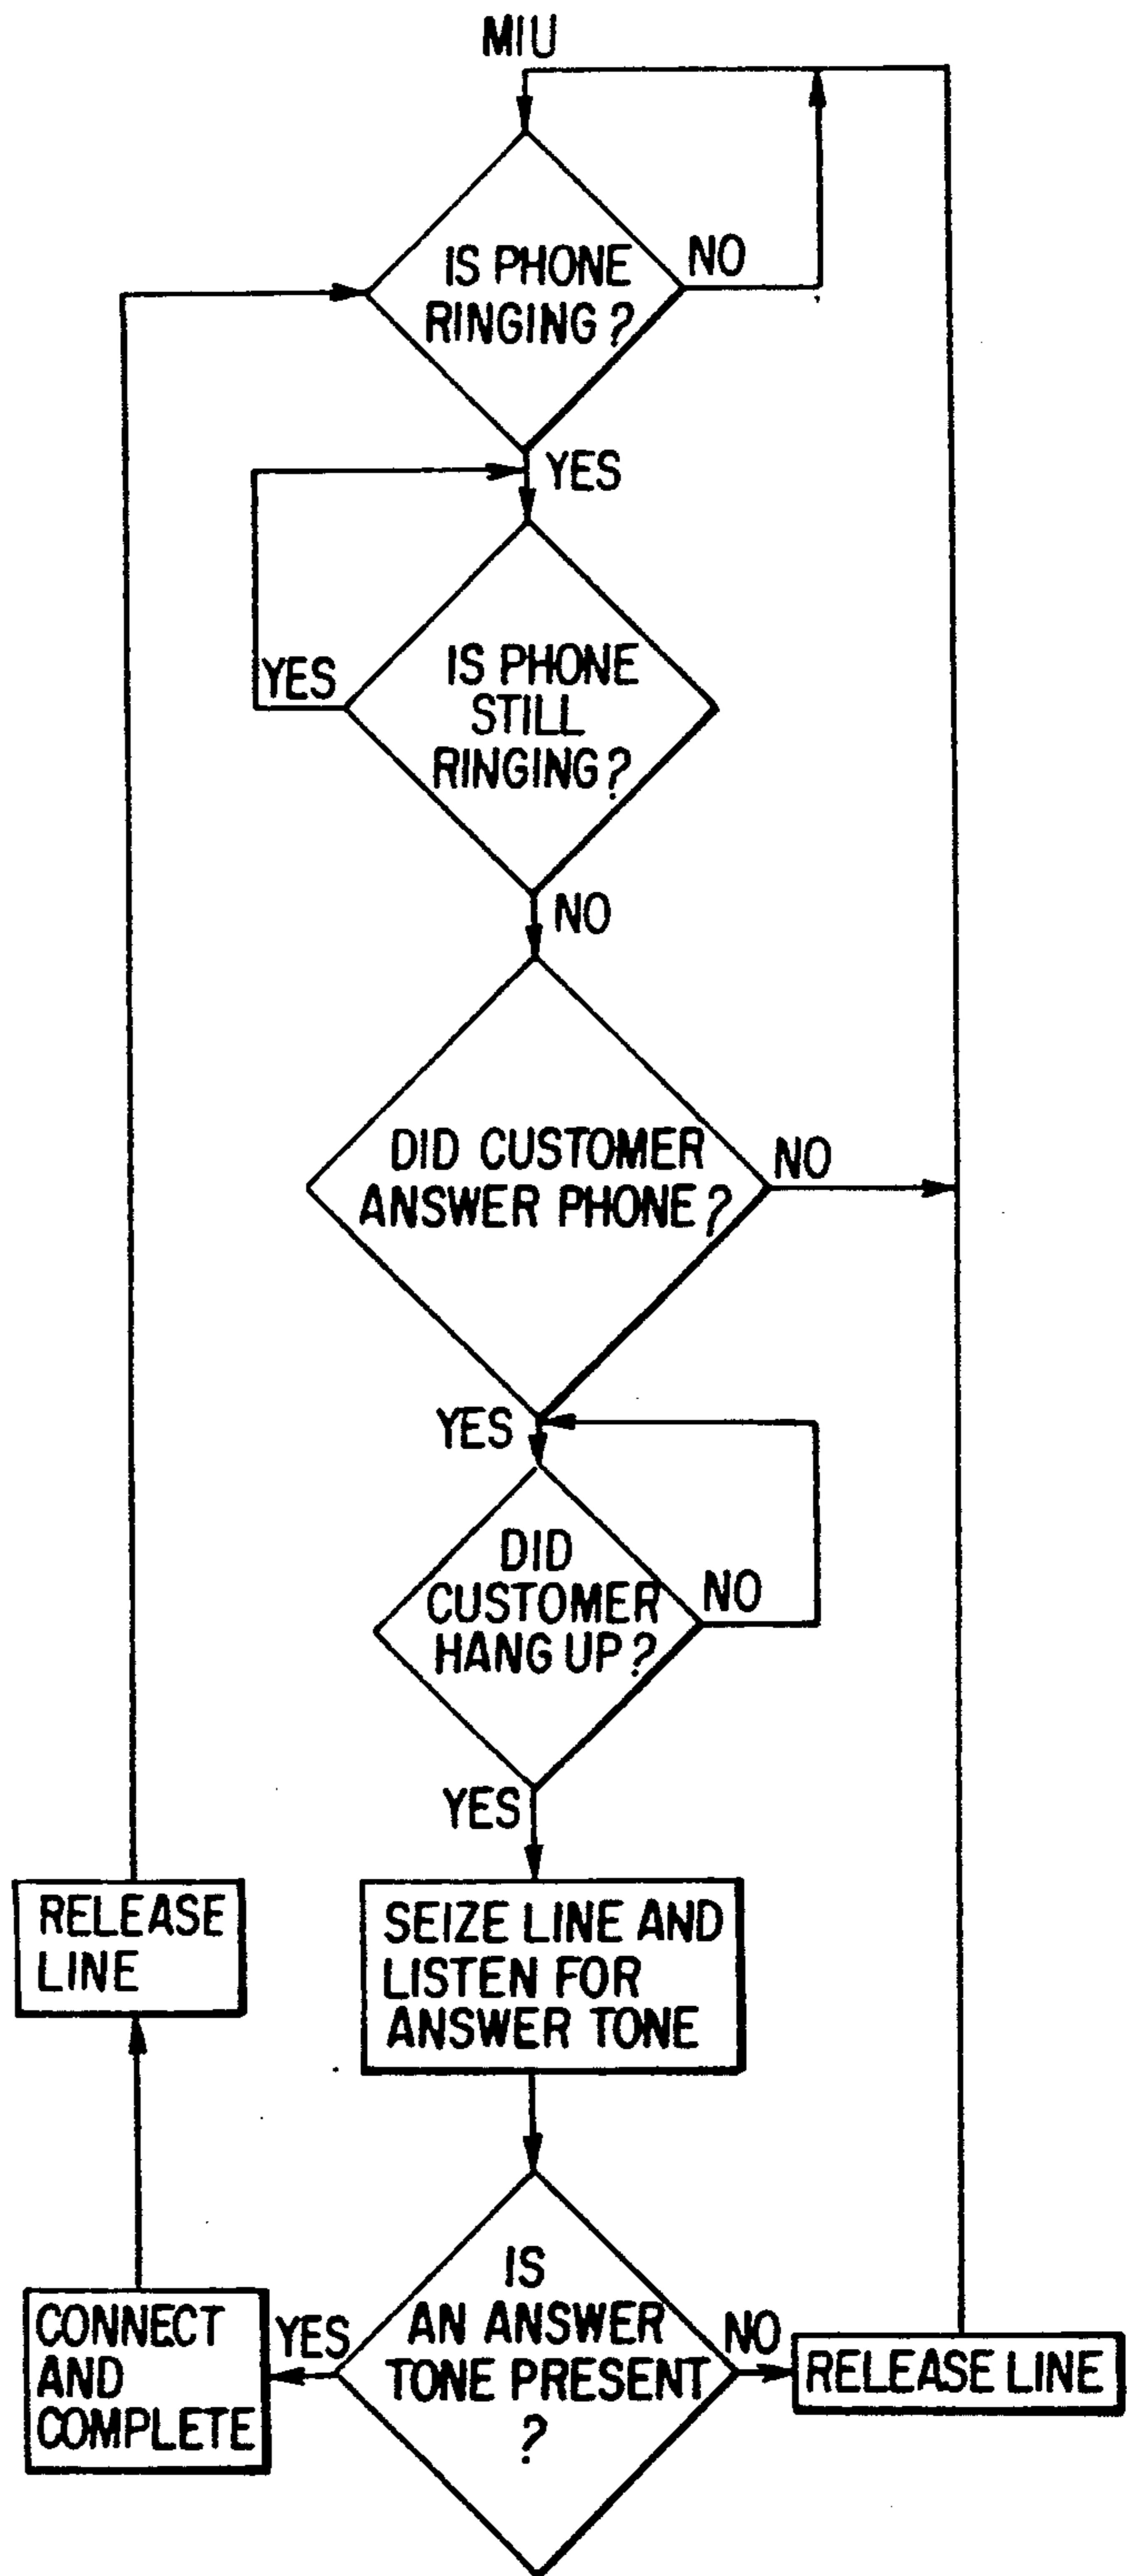 MIU
IS PHONE
RINGING?
NO
YES
IS PHONE
STILL
RINGING?
YES
NO
DID CUSTOMER
ANSWER PHONE?
NO
YES
DID
CUSTOMER
HANG UP?
NO
YES
SEIZE LINE AND
LISTEN FOR
ANSWER TONE
RELEASE
LINE
IS
AN ANSWER
TONE PRESENT
?
YES
NO
CONNECT
AND
COMPLETE
RELEASE LINE